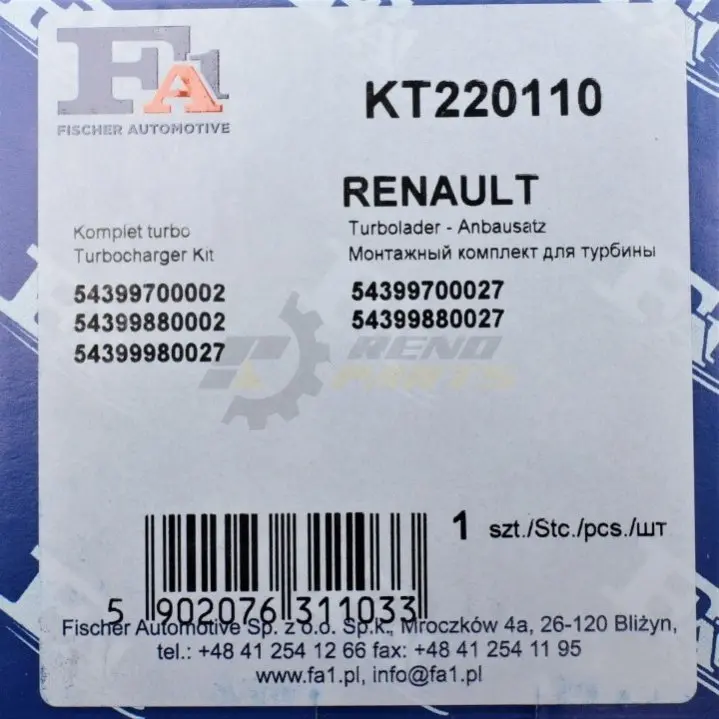 FA1
FISCHER AUTOMOTIVE
KT220110
RENAULT
Komplet turbo
Turbocharger Kit
Turbolader - Anbausatz
Монтажный комплект для турбины
54399700002
54399880002
54399980027
54399700027
54399880027
RENO
PARTS
1 szt./Stc./pcs./шт
5 902076 311033
Fischer Automotive Sp. z o.o. Sp.k., Mroczków 4a, 26-120 Bliżyn,
tel.: +48 41 254 12 66 fax: +48 41 254 11 95
www.fa1.pl, info@fa1.pl